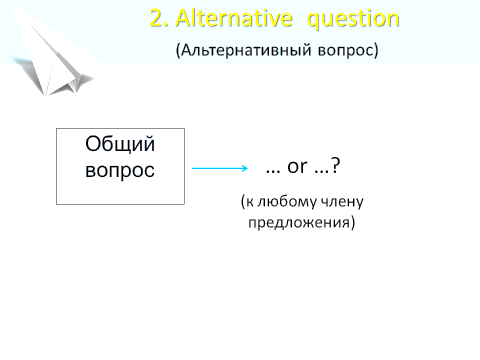 2. Alternative question
(Альтернативный вопрос)
Общий
вопрос
... or ...?
(к любому члену
предложения)